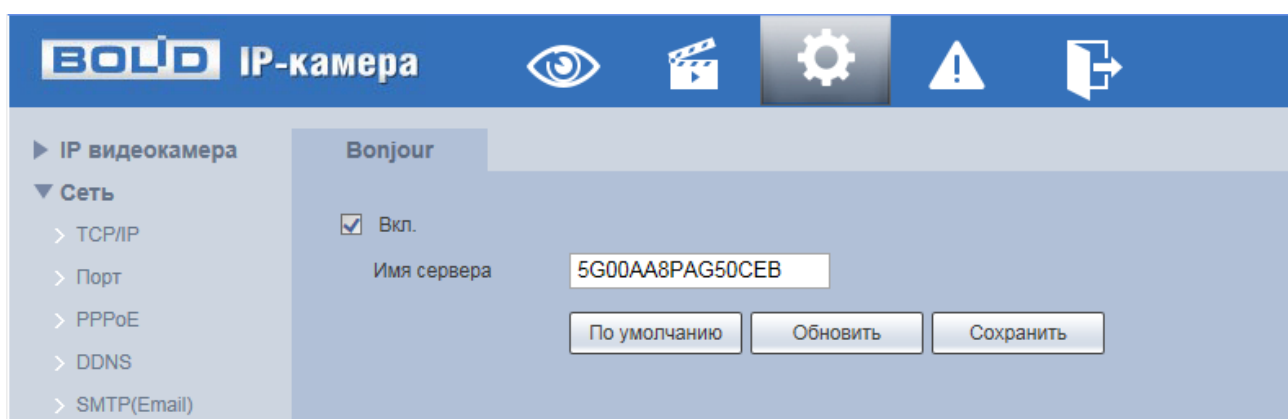 BOLID IP-камера
IP видеокамера
Сеть
TCP/IP
Порт
PPPoE
DDNS
SMTP(Email)
Bonjour
Вкл.
Имя сервера 5G00AA8PAG50CEB
По умолчанию Обновить Сохранить